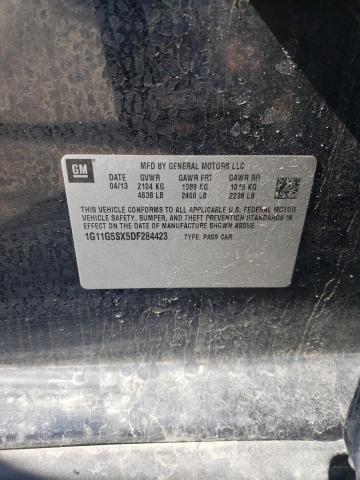 GM
MFD BY GENERAL MOTORS LLC
DATE GVWR GAWR FRT GAWR RR
04/13 2104 KG 1089 KG 1015 KG
4638 LB 2400 LB 2238 LB
THIS VEHICLE CONFORMS TO ALL APPLICABLE U.S. FEDERAL MOTOR
VEHICLE SAFETY, BUMPER, AND THEFT PREVENTION STANDARDS
IN EFFECT ON THE DATE OF MANUFACTURE SHOWN ABOVE.
1G11G5SX5DF284423 TYPE: PASS CAR